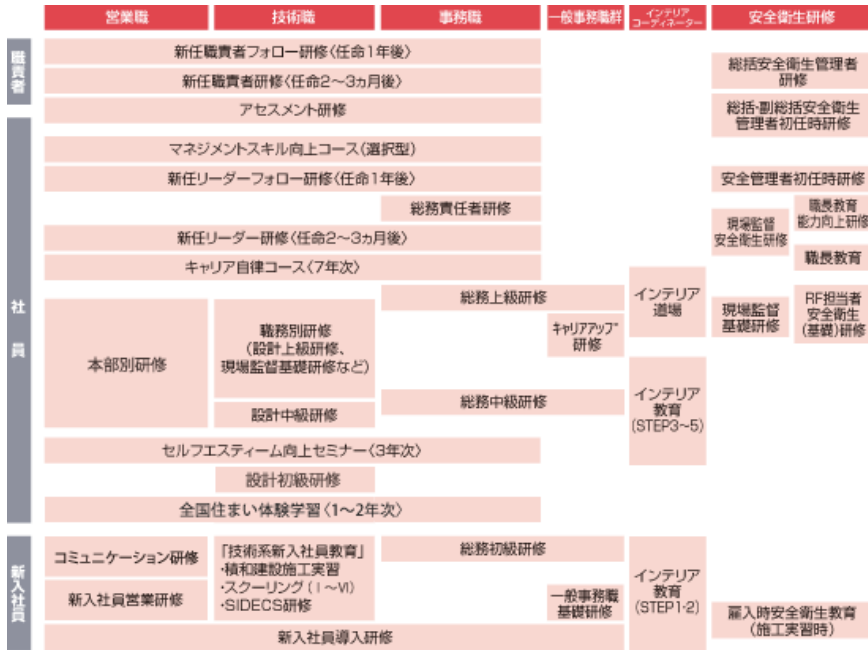 営業職
技術職
事務職
一般事務職群
インテリア
コーディネーター
安全衛生研修
職責者
新任職責者フォロー研修〈任命1年後〉
新任職責者研修〈任命2〜3ヵ月後〉
アセスメント研修
総括安全衛生管理者
研修
総括・副総括安全衛生
管理者初任時研修
社員
マネジメントスキル向上コース(選択型)
新任リーダーフォロー研修〈任命1年後〉
総務責任者研修
新任リーダー研修〈任命2〜3ヵ月後〉
キャリア自律コース〈7年次〉
安全管理者初任時研修
現場監督
安全衛生研修
職長教育
能力向上研修
職長教育
本部別研修
職務別研修
(設計上級研修、
現場監督基礎研修など)
設計中級研修
総務上級研修
キャリアアップ
研修
総務中級研修
インテリア
道場
インテリア
教育
(STEP3〜5)
現場監督
基礎研修
RF担当者
安全衛生
(基礎)研修
セルフエスティーム向上セミナー〈3年次〉
設計初級研修
全国住まい体験学習〈1〜2年次〉
新入社員
コミュニケーション研修
新入社員営業研修
「技術系新入社員教育」
・積和建設施工実習
・スクーリング(Ⅰ〜Ⅵ)
・SIDECS研修
総務初級研修
一般事務職
基礎研修
インテリア
教育
(STEP1・2)
雇入時安全衛生教育
(施工実習時)
新入社員導入研修